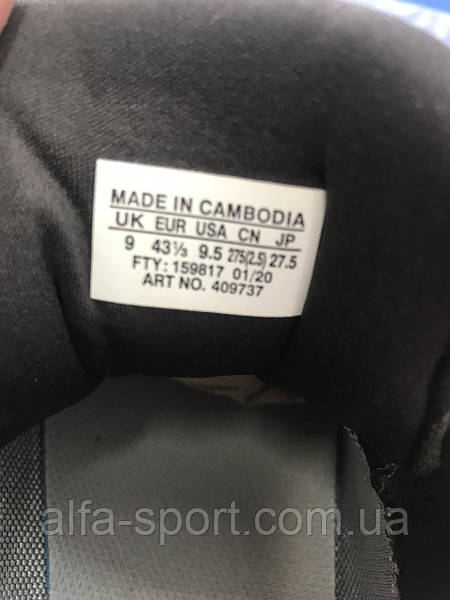 MADE IN CAMBODIA
UK EUR USA CN JP
9 43⅓ 9.5 275(2.5) 27.5
FTY: 159817 01/20
ART NO. 409737
alfa-sport.com.ua